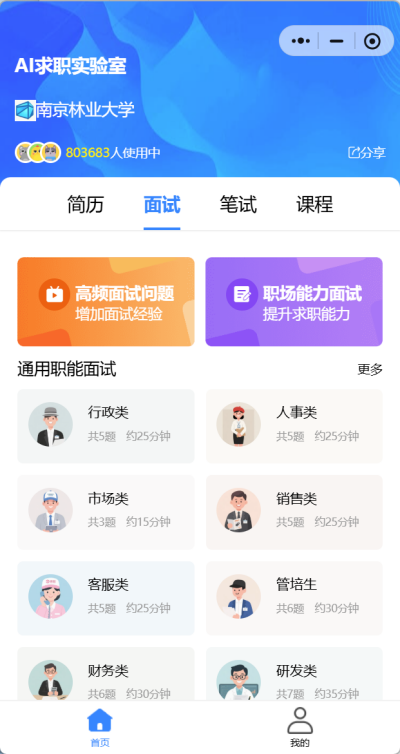 AI求职实验室
南京林业大学
803683人使用中
分享
简历 面试 笔试 课程
高频面试问题
增加面试经验
职场能力面试
提升求职能力
通用职能面试 更多
行政类
共5题 约25分钟
人事类
共5题 约25分钟
市场类
共3题 约15分钟
销售类
共5题 约25分钟
客服类
共5题 约25分钟
管培生
共6题 约30分钟
财务类
共6题 约30分钟
研发类
共7题 约35分钟
首页 我的